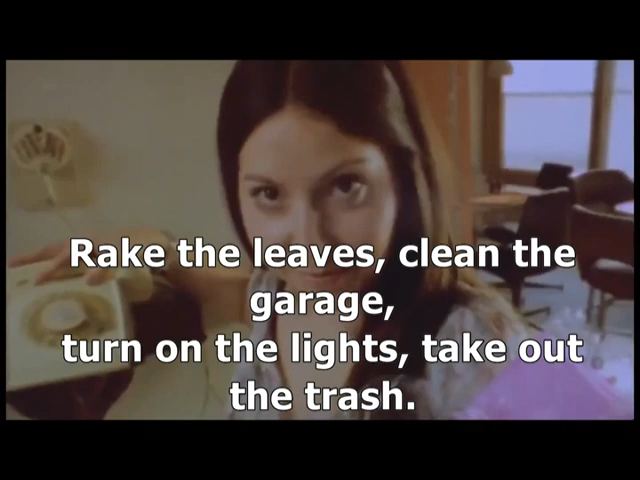 Rake the leaves, clean the
garage,
turn on the lights, take out
the trash.